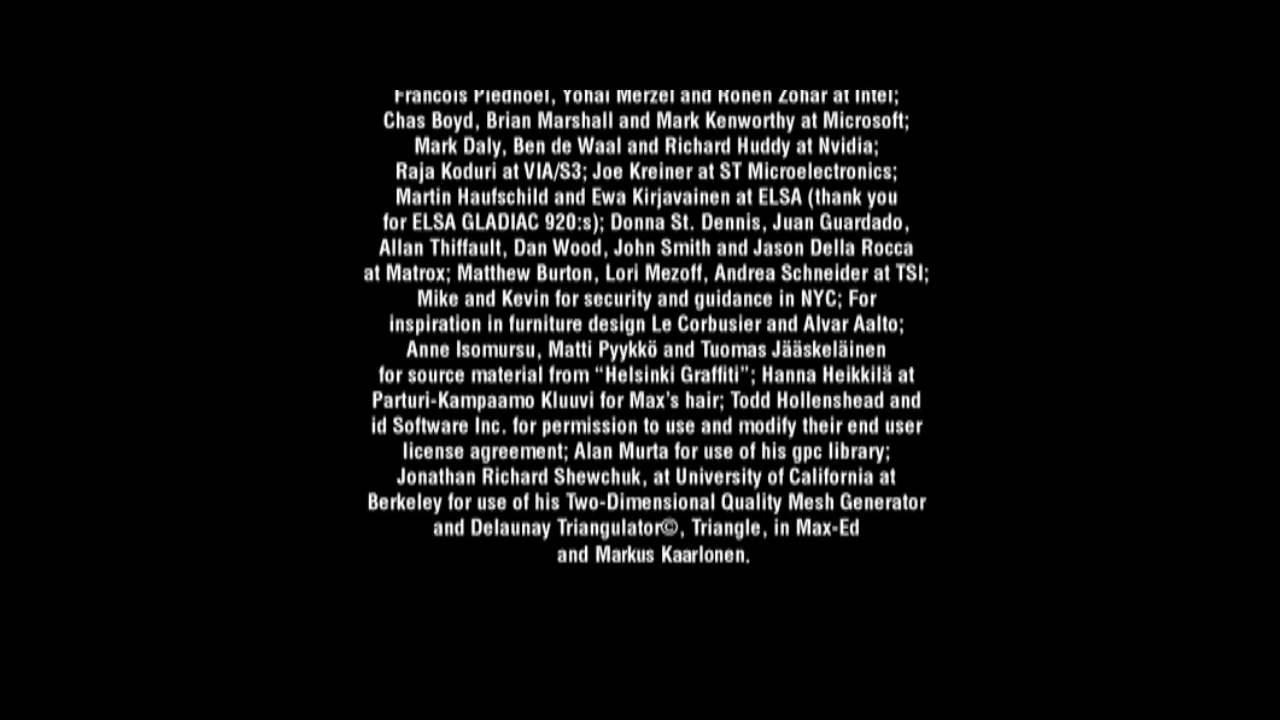 Francois Piednoel, Yohai Merzel and Ronen Zohar at Intel;
Chas Boyd, Brian Marshall and Mark Kenworthy at Microsoft;
Mark Daly, Ben de Waal and Richard Huddy at Nvidia;
Raja Koduri at VIA/S3; Joe Kreiner at ST Microelectronics;
Martin Haufschild and Ewa Kirjavainen at ELSA (thank you
for ELSA GLADIAC 920:s); Donna St. Dennis, Juan Guardado,
Allan Thiffault, Dan Wood, John Smith and Jason Della Rocca
at Matrox; Matthew Burton, Lori Mezoff, Andrea Schneider at TSI;
Mike and Kevin for security and guidance in NYC; For
inspiration in furniture design Le Corbusier and Alvar Aalto;
Anne Isomursu, Matti Pyykkö and Tuomas Jääskeläinen
for source material from “Helsinki Graffiti”; Hanna Heikkilä at
Parturi-Kampaamo Kluuvi for Max’s hair; Todd Hollenshead and
id Software Inc. for permission to use and modify their end user
license agreement; Alan Murta for use of his gpc library;
Jonathan Richard Shewchuk, at University of California at
Berkeley for use of his Two-Dimensional Quality Mesh Generator
and Delaunay Triangulator©, Triangle, in Max-Ed
and Markus Kaarlonen.